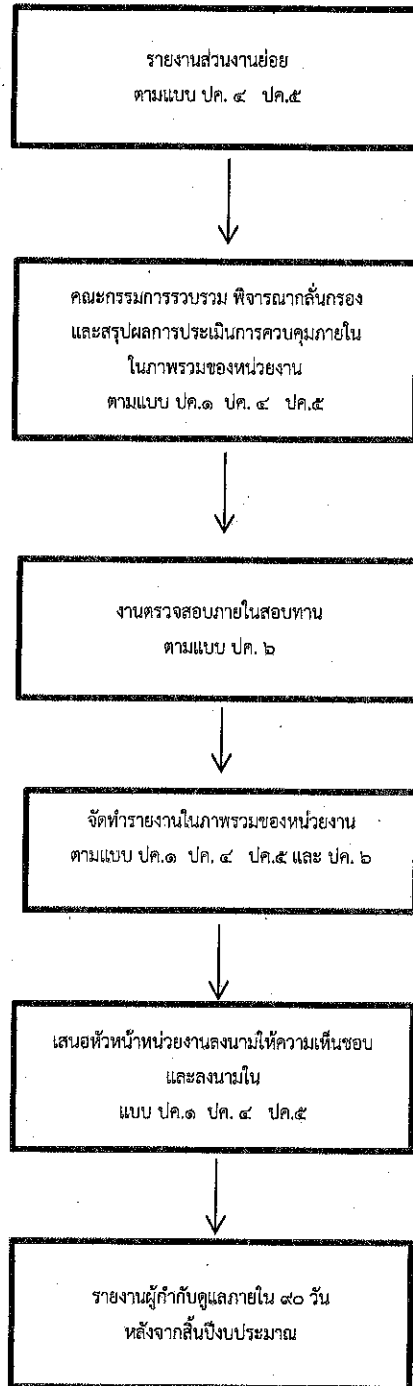 รายงานส่วนงานย่อย
ตามแบบ ปค. ๔ ปค.๕
คณะกรรมการรวบรวม พิจารณากลั่นกรอง
และสรุปผลการประเมินการควบคุมภายใน
ในภาพรวมของหน่วยงาน
ตามแบบ ปค.๑ ปค. ๔ ปค.๕
งานตรวจสอบภายในสอบทาน
ตามแบบ ปค. ๖
จัดทำรายงานในภาพรวมของหน่วยงาน
ตามแบบ ปค.๑ ปค. ๔ ปค.๕ และ ปค. ๖
เสนอหัวหน้าหน่วยงานลงนามให้ความเห็นชอบ
และลงนามใน
แบบ ปค.๑ ปค. ๔ ปค.๕
รายงานผู้กำกับดูแลภายใน ๙๐ วัน
หลังจากสิ้นปีงบประมาณ